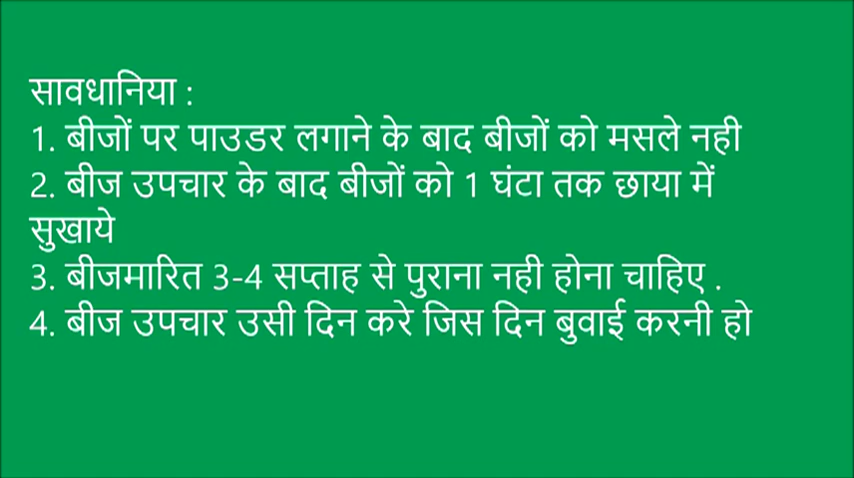 सावधानिया :
1. बीजों पर पाउडर लगाने के बाद बीजों को मसले नही
2. बीज उपचार के बाद बीजों को 1 घंटा तक छाया में
सुखाये
3. बीजमारित 3-4 सप्ताह से पुराना नही होना चाहिए .
4. बीज उपचार उसी दिन करे जिस दिन बुवाई करनी हो